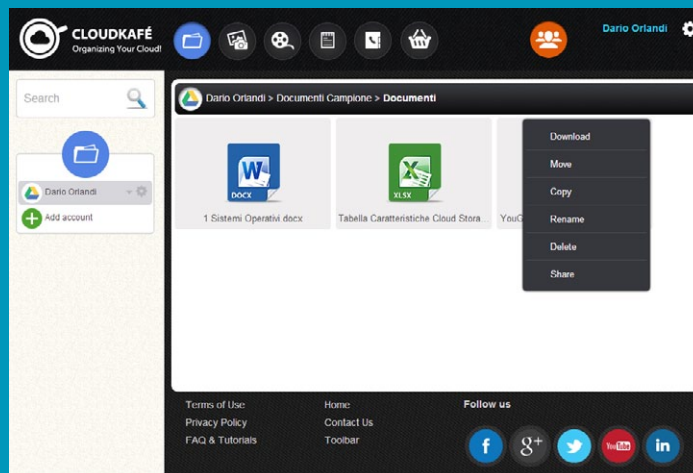 CLOUDKAFÉ
Organizing Your Cloud!
Dario Orlandi
Search
Dario Orlandi > Documenti Campione > Documenti
Dario Orlandi
Add account
W
DOCX
X
XLSX
1 Sistemi Operativi docx
Tabella Caratteristiche Cloud Stora...
YouG
Download
Move
Copy
Rename
Delete
Share
Terms of Use
Home
Follow us
Privacy Policy
Contact Us
FAQ & Tutorials
Toolbar
f
g+
YouTube
in